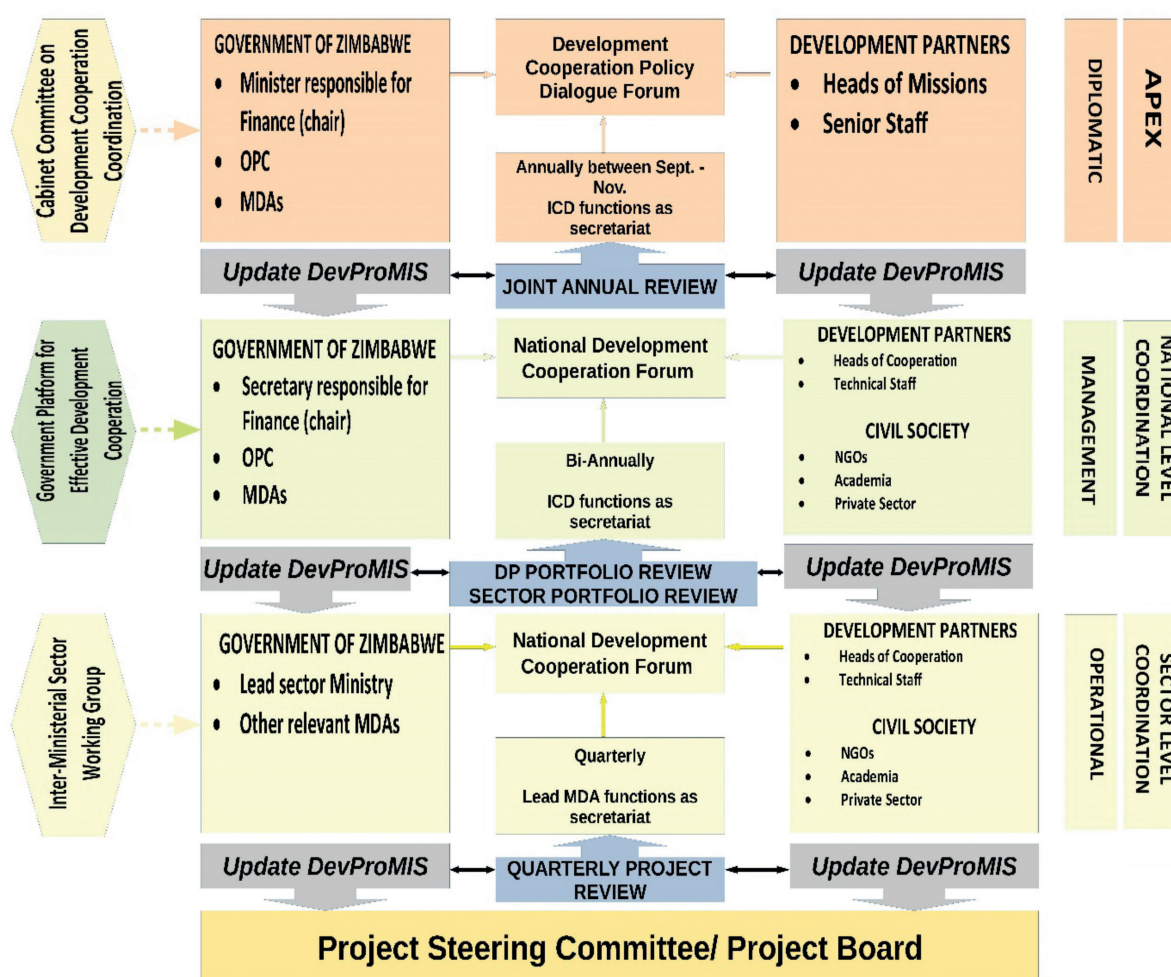 Cabinet Committee on
Development Cooperation
Coordination
GOVERNMENT OF ZIMBABWE
• Minister responsible for
Finance (chair)
• OPC
• MDAs
Development
Cooperation Policy
Dialogue Forum
Annually between Sept. -
Nov.
ICD functions as
secretariat
DEVELOPMENT PARTNERS
• Heads of Missions
• Senior Staff
DIPLOMATIC
APEX
Update DevProMIS
JOINT ANNUAL REVIEW
Update DevProMIS
Government Platform for
Effective Development
Cooperation
GOVERNMENT OF ZIMBABWE
• Secretary responsible for
Finance (chair)
• OPC
• MDAs
National Development
Cooperation Forum
Bi-Annually
ICD functions as
secretariat
DEVELOPMENT PARTNERS
• Heads of Cooperation
• Technical Staff
CIVIL SOCIETY
• NGOs
• Academia
• Private Sector
MANAGEMENT
NATIONAL LEVEL
COORDINATION
Update DevProMIS
DP PORTFOLIO REVIEW
SECTOR PORTFOLIO REVIEW
Update DevProMIS
Inter-Ministerial Sector
Working Group
GOVERNMENT OF ZIMBABWE
• Lead sector Ministry
• Other relevant MDAs
National Development
Cooperation Forum
Quarterly
Lead MDA functions as
secretariat
DEVELOPMENT PARTNERS
• Heads of Cooperation
• Technical Staff
CIVIL SOCIETY
• NGOs
• Academia
• Private Sector
OPERATIONAL
SECTOR LEVEL
COORDINATION
Update DevProMIS
QUARTERLY PROJECT
REVIEW
Update DevProMIS
Project Steering Committee/ Project Board